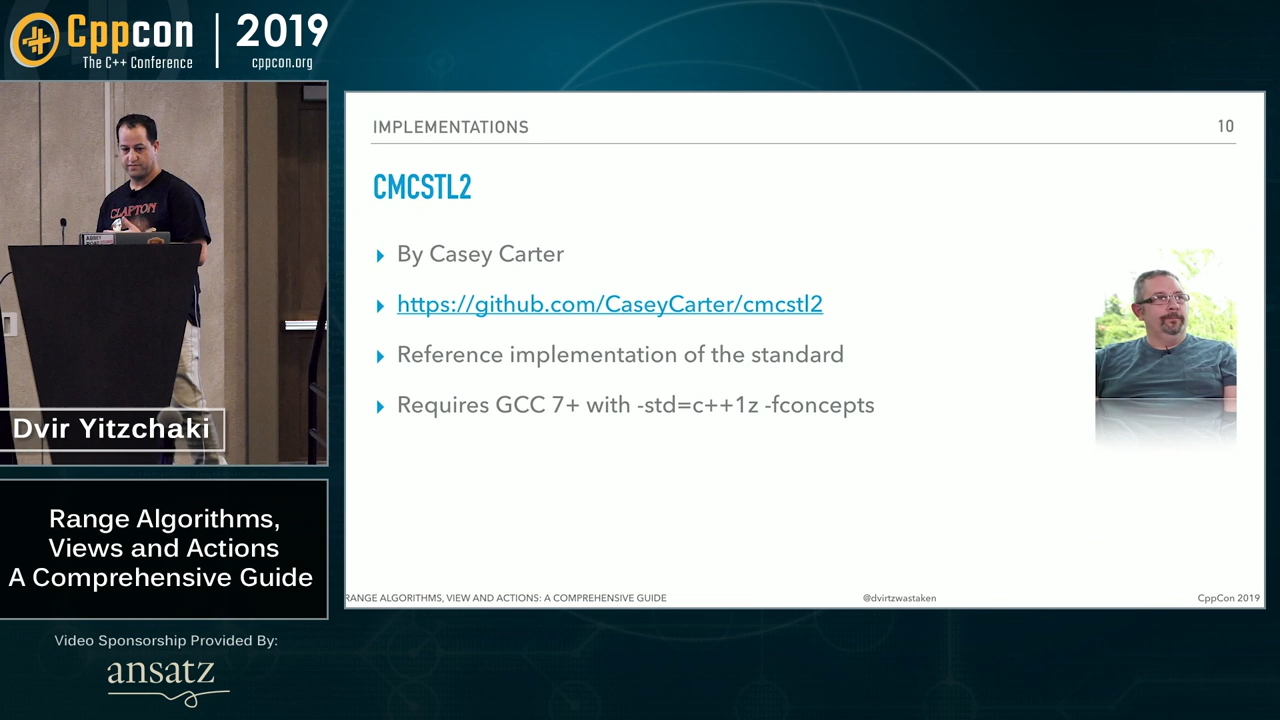 Cppcon
The C++ Conference
2019
cppcon.org
CLAPTON
Dvir Yitzchaki
Range Algorithms,
Views and Actions
A Comprehensive Guide
Video Sponsorship Provided By:
ansatz
IMPLEMENTATIONS
10
CMCSTL2
By Casey Carter
https://github.com/CaseyCarter/cmcstl2
Reference implementation of the standard
Requires GCC 7+ with -std=c++1z -fconcepts
RANGE ALGORITHMS, VIEW AND ACTIONS: A COMPREHENSIVE GUIDE
@dvirtzwastaken
CppCon 2019